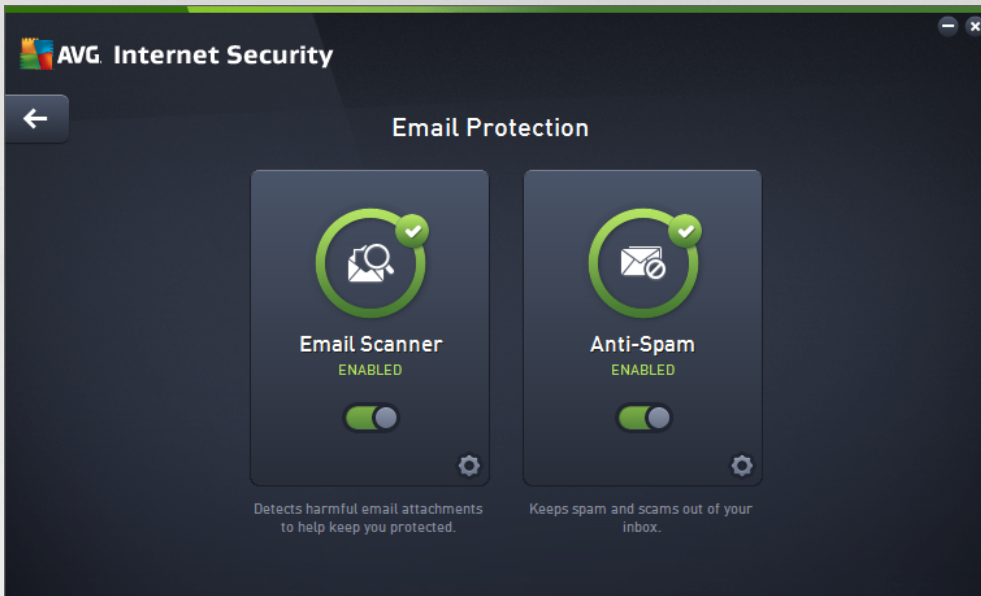 AVG. Internet Security
Email Protection
Email Scanner
ENABLED
Detects harmful email attachments
to help keep you protected.
Anti-Spam
ENABLED
Keeps spam and scams out of your
inbox.